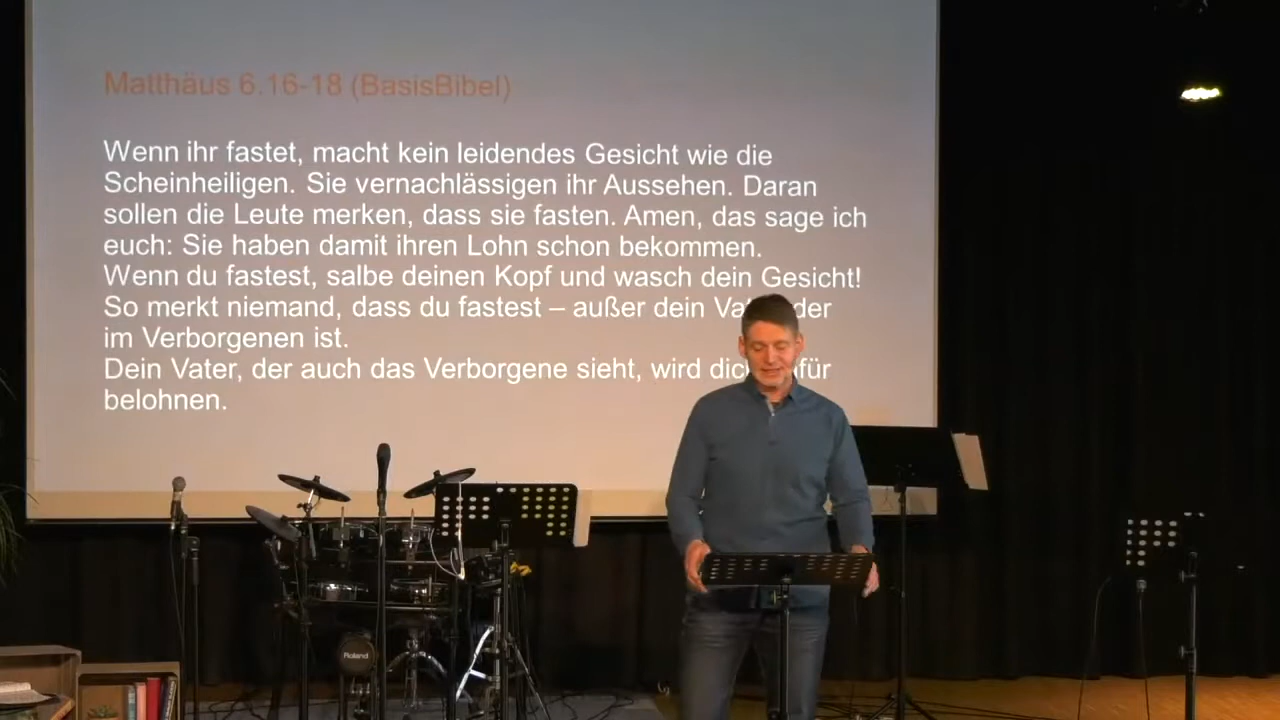 Matthäus 6.16-18 (BasisBibel)
Wenn ihr fastet, macht kein leidendes Gesicht wie die
Scheinheiligen. Sie vernachlässigen ihr Aussehen. Daran
sollen die Leute merken, dass sie fasten. Amen, das sage ich
euch: Sie haben damit ihren Lohn schon bekommen.
Wenn du fastest, salbe deinen Kopf und wasch dein Gesicht!
So merkt niemand, dass du fastest – außer dein der
im Verborgenen ist.
Dein Vater, der auch das Verborgene sieht, wird
belohnen.
Roland